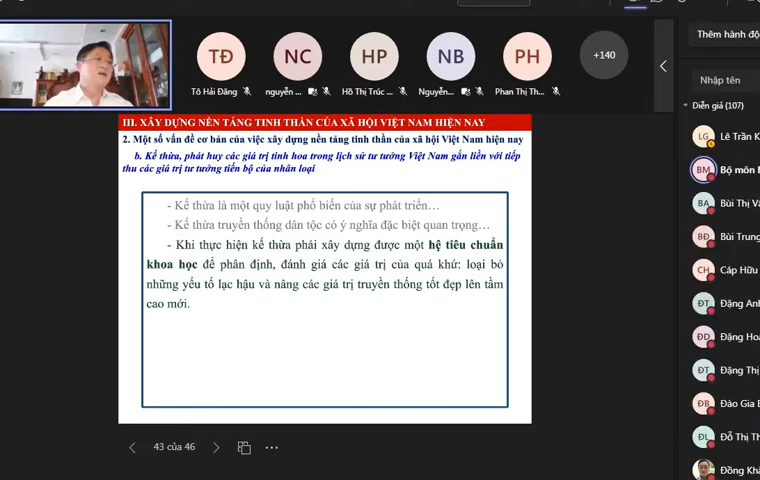 Thêm hành độ
TĐ
NC
HP
NB
PH
+140
Tô Hải Đăng
nguyễn ...
Hồ Thị Trúc ...
Nguyễn...
Phan Thị Th...
Nhập tên
Diễn giả (107)
LG Lê Trần K
BM Bộ môn
BA Bùi Thị Vâ
BĐ Bùi Trung
CH Cáp Hữu
ĐT Đặng Anh
ĐD Đặng Hoà
ĐT Đặng Thị
ĐB Đào Gia B
ĐL Đỗ Thị Th
Đồng Khá
III. XÂY DỰNG NỀN TẢNG TINH THẦN CỦA XÃ HỘI VIỆT NAM HIỆN NAY
2. Một số vấn đề cơ bản của việc xây dựng nền tảng tinh thần của xã hội Việt Nam hiện nay
b. Kế thừa, phát huy các giá trị tinh hoa trong lịch sử tư tưởng Việt Nam gắn liền với tiếp
thu các giá trị tư tưởng tiến bộ của nhân loại
- Kế thừa là một quy luật phổ biến của sự phát triển…
- Kế thừa truyền thống dân tộc có ý nghĩa đặc biệt quan trọng…
- Khi thực hiện kế thừa phải xây dựng được một hệ tiêu chuẩn
khoa học để phân định, đánh giá các giá trị của quá khứ: loại bỏ
những yếu tố lạc hậu và nâng các giá trị truyền thống tốt đẹp lên tầm
cao mới.
43 của 46